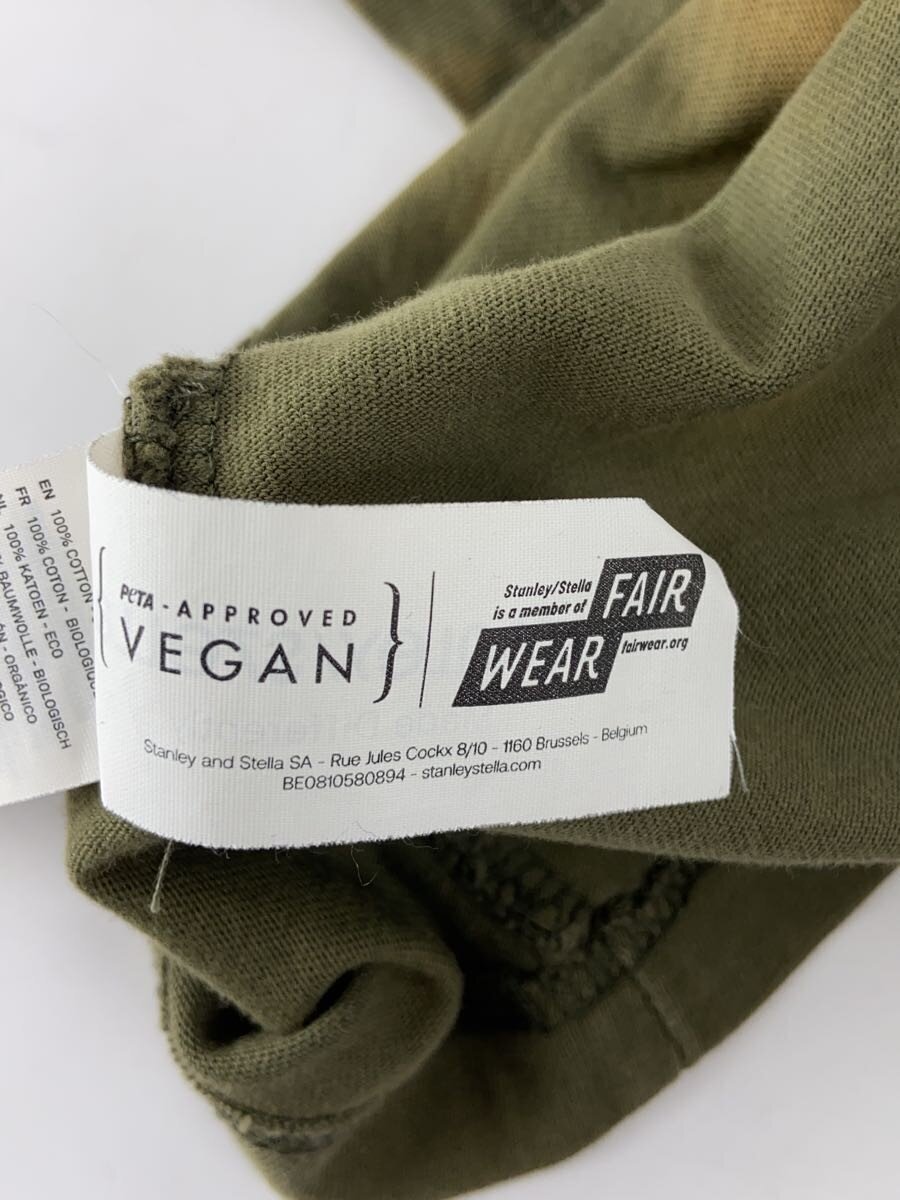 EN 100% COTTON
FR 100% COTON - BIOLOGIQUE
NL 100% KATOEN - ECO
BAUMWOLLE - BIOLOGISCH
- ORGÁNICO
PETA - APPROVED
VEGAN
Stanley/Stella
is a member of
FAIR
WEAR
fairwear.org
Stanley and Stella SA - Rue Jules Cockx 8/10 - 1160 Brussels - Belgium
BE0810580894 - stanleystella.com